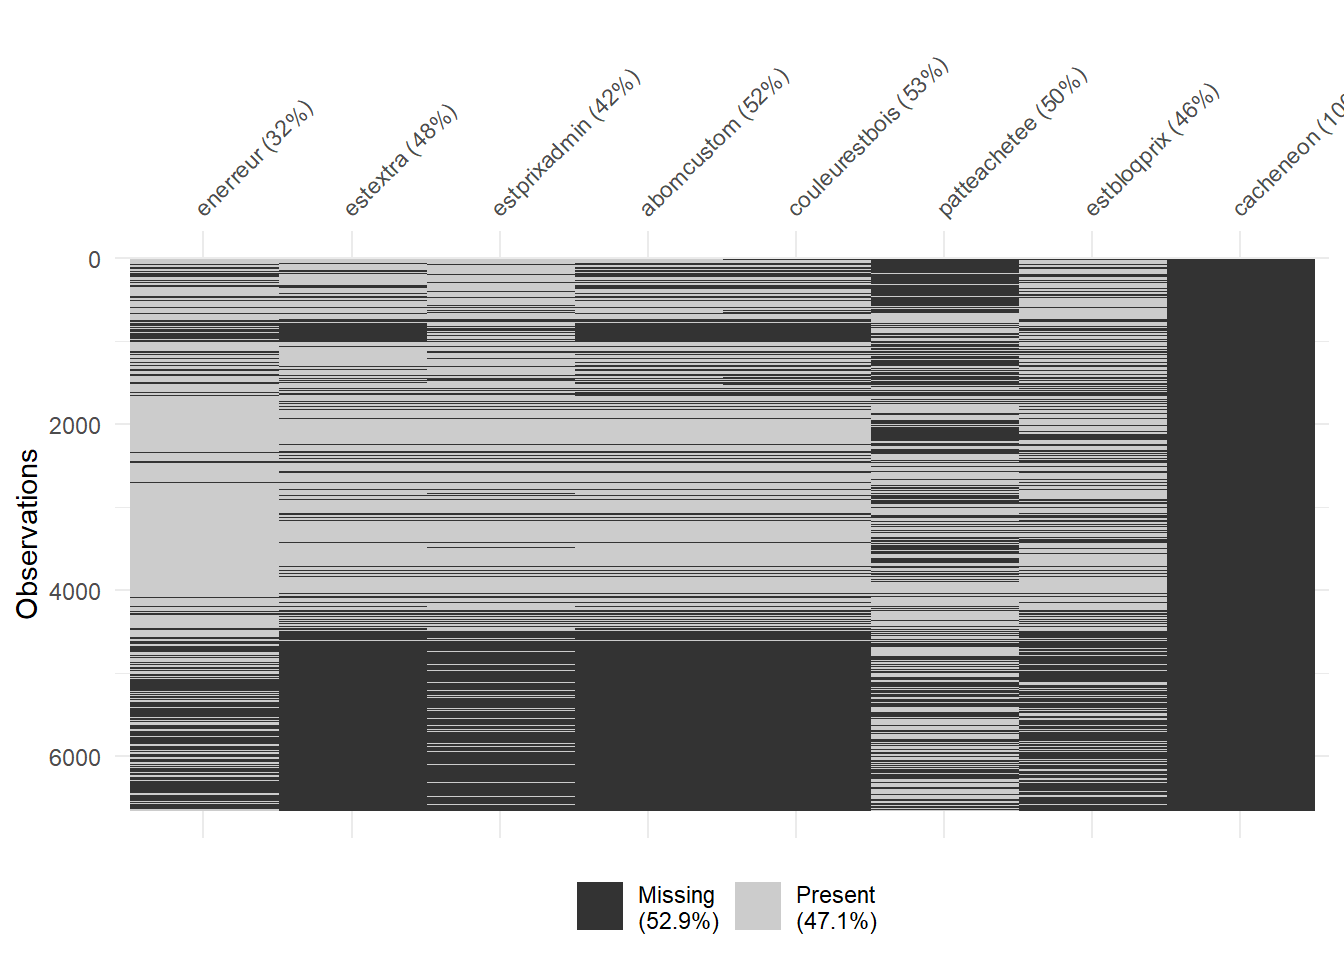 enerreur (32%)
estextra (48%)
estprixadmin (42%)
abomcustom (52%)
couleurestbois (53%)
patteachetee (50%)
estbloqprix (46%)
cacheneon (10
Observations
0
2000
4000
6000
Missing
(52.9%)
Present
(47.1%)